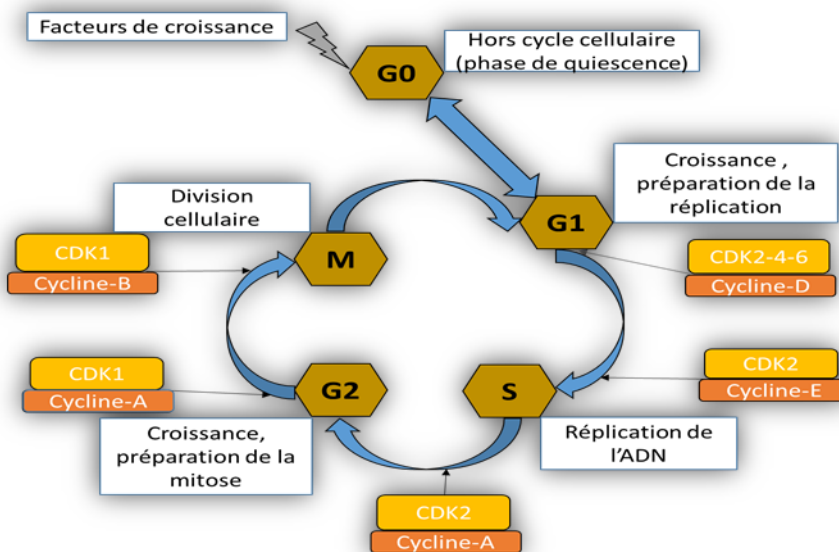 Facteurs de croissance
G0
Hors cycle cellulaire
(phase de quiescence)
Croissance ,
préparation de la
réplication
G1
Division
cellulaire
M
CDK1
Cycline-B
CDK2-4-6
Cycline-D
CDK1
Cycline-A
G2
S
CDK2
Cycline-E
Croissance,
préparation de la
mitose
Réplication de
l’ADN
CDK2
Cycline-A